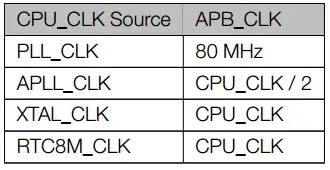 CPU_CLK Source APB_CLK
PLL_CLK 80 MHz
APLL_CLK CPU_CLK / 2
XTAL_CLK CPU_CLK
RTC8M_CLK CPU_CLK